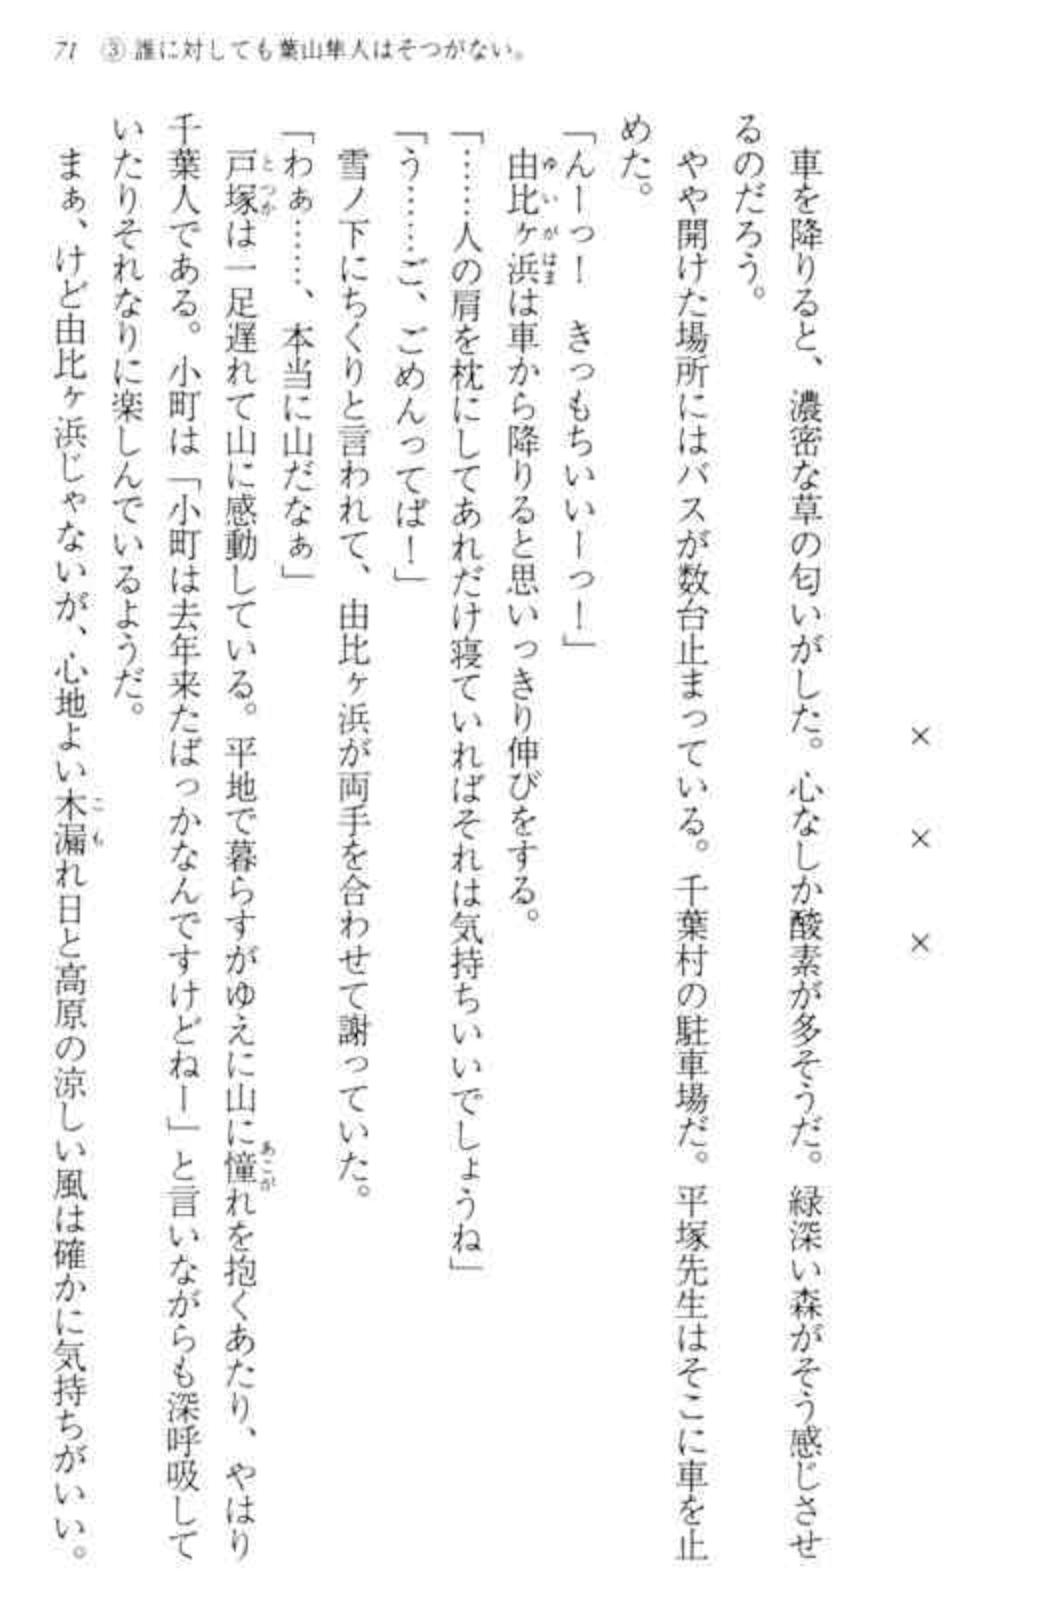 71 ③ 誰に対しても葉山隼人はそつがない。
× × ×
車を降りると、濃密な草の匂いがした。心なしか酸素が多そうだ。緑深い森がそう感じさせ
るのだろう。
やや開けた場所にはバスが数台止まっている。千葉村の駐車場だ。平塚先生はそこに車を止
めた。
「んーっ！　きっもちいいーっ！」
由比ヶ浜は車から降りると思いっきり伸びをする。
「……人の肩を枕にしてあれだけ寝ていればそれは気持ちいいでしょうね」
「う……ご、ごめんってば！」
雪ノ下にちくりと言われて、由比ヶ浜が両手を合わせて謝っていた。
「わぁ……、本当に山だなぁ」
戸塚は一足遅れて山に感動している。平地で暮らすがゆえに山に憧れを抱くあたり、やはり
千葉人である。小町は「小町は去年来たばっかなんですけどねー」と言いながらも深呼吸して
いたりそれなりに楽しんでいるようだ。
まぁ、けど由比ヶ浜じゃないが、心地よい木漏れ日と高原の涼しい風は確かに気持ちがいい。